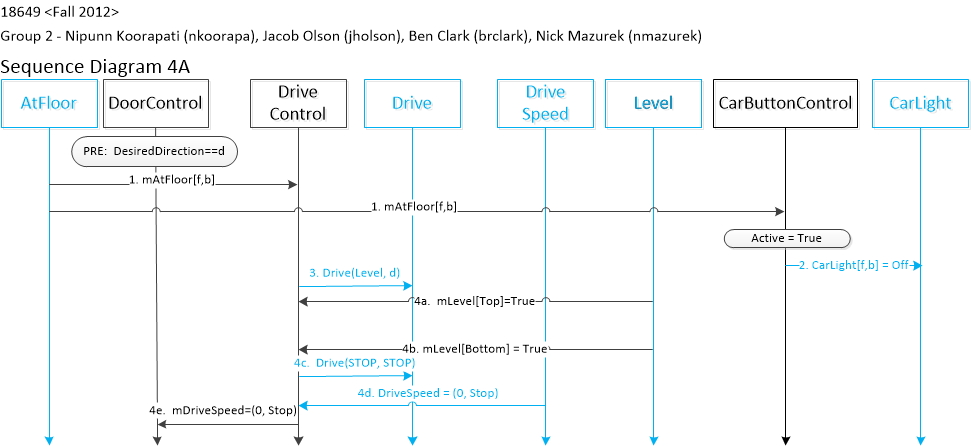 18649 <Fall 2012>
Group 2 - Nipunn Koorapati (nkoorapa), Jacob Olson (jholson), Ben Clark (brclark), Nick Mazurek (nmazurek)
Sequence Diagram 4A
AtFloor
DoorControl
Drive
Control
Drive
Drive
Speed
Level
CarButtonControl
CarLight
PRE:  DesiredDirection==d
1. mAtFloor[f,b]
1. mAtFloor[f,b]
Active = True
2. CarLight[f,b] = Off
3. Drive(Level, d)
4a.  mLevel[Top]=True
4b. mLevel[Bottom] = True
4c.  Drive(STOP, STOP)
4d. DriveSpeed = (0, Stop)
4e.  mDriveSpeed=(0, Stop)